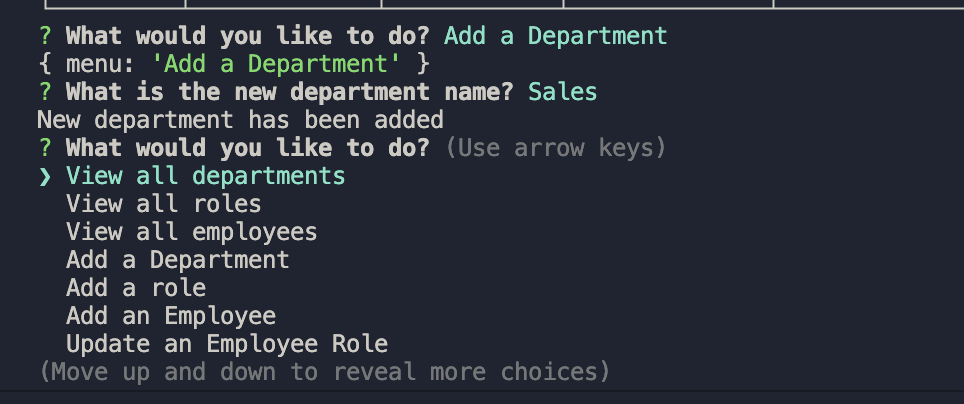 ? What would you like to do? Add a Department
{ menu: 'Add a Department' }
? What is the new department name? Sales
New department has been added
? What would you like to do? (Use arrow keys)
❯ View all departments
View all roles
View all employees
Add a Department
Add a role
Add an Employee
Update an Employee Role
(Move up and down to reveal more choices)